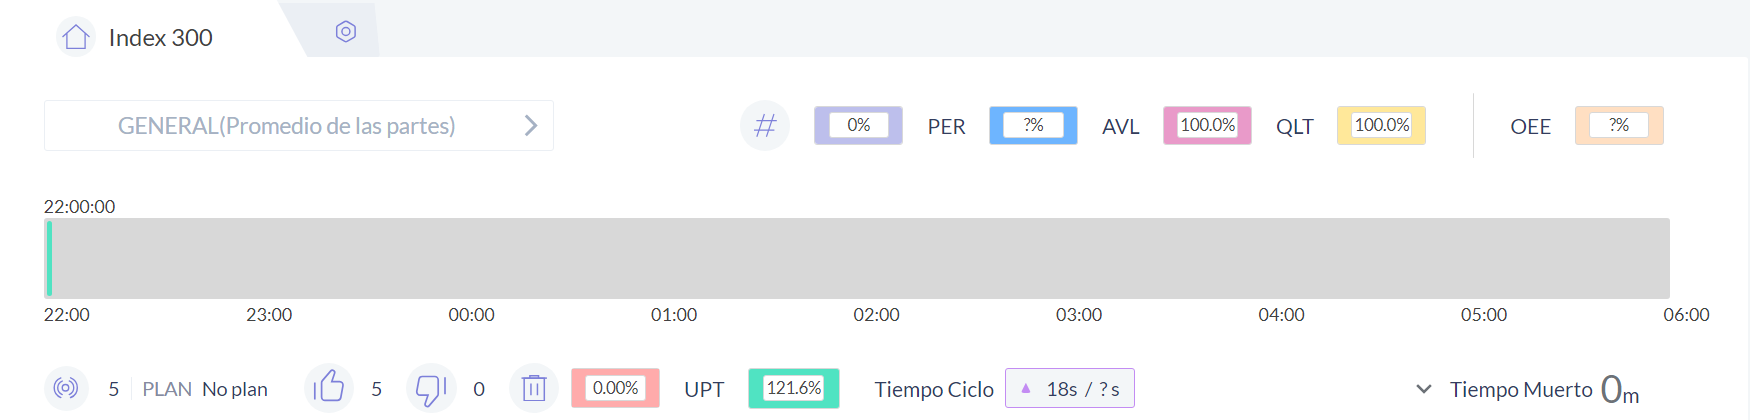 Index 300
GENERAL(Promedio de las partes)
# 0% PER ?% AVL 100.0% QLT 100.0% OEE ?%
22:00:00
22:00 23:00 00:00 01:00 02:00 03:00 04:00 05:00 06:00
5 PLAN No plan 5 0 0.00% UPT 121.6% Tiempo Ciclo 18s / ? s Tiempo Muerto 0m